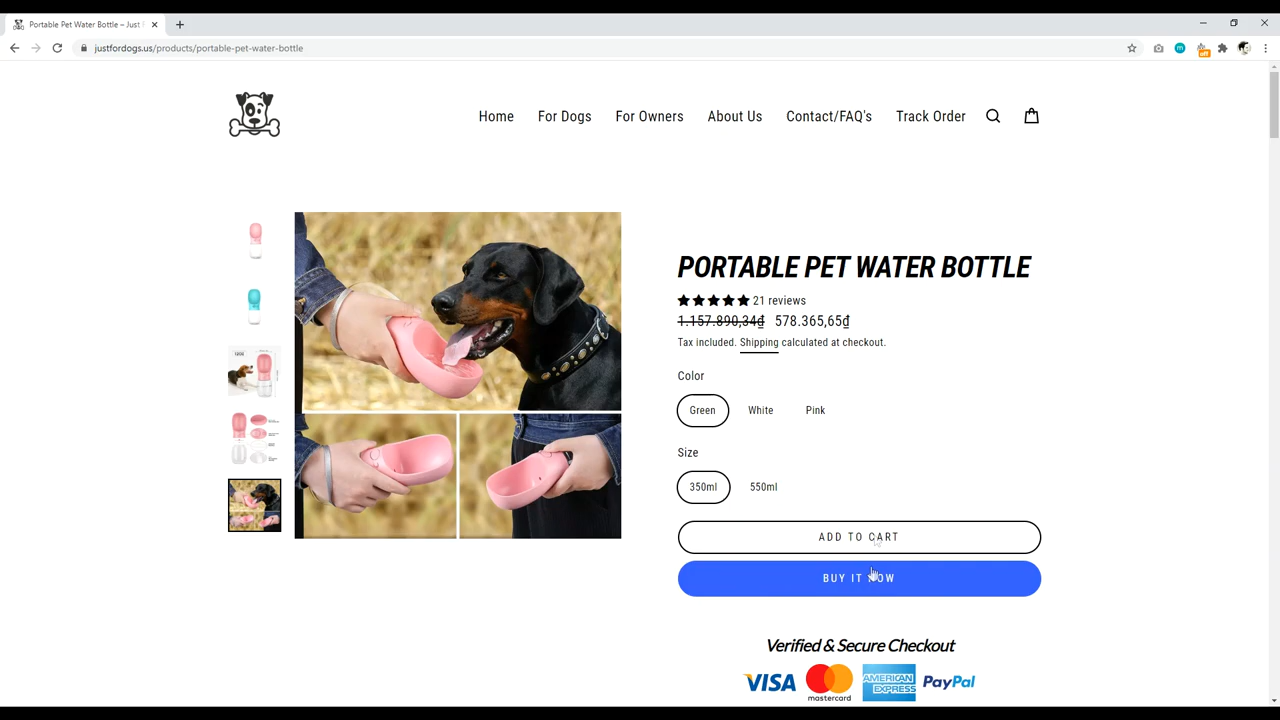 Portable Pet Water Bottle – Just F
justfordogs.us/products/portable-pet-water-bottle
off
Home
For Dogs
For Owners
About Us
Contact/FAQ's
Track Order
PORTABLE PET WATER BOTTLE
21 reviews
1.157.890,34₫ 578.365,65₫
Tax included. Shipping calculated at checkout.
Color
Green White Pink
Size
350ml 550ml
ADD TO CART
BUY IT NOW
Verified & Secure Checkout
VISA
mastercard
AMERICAN
EXPRESS
PayPal